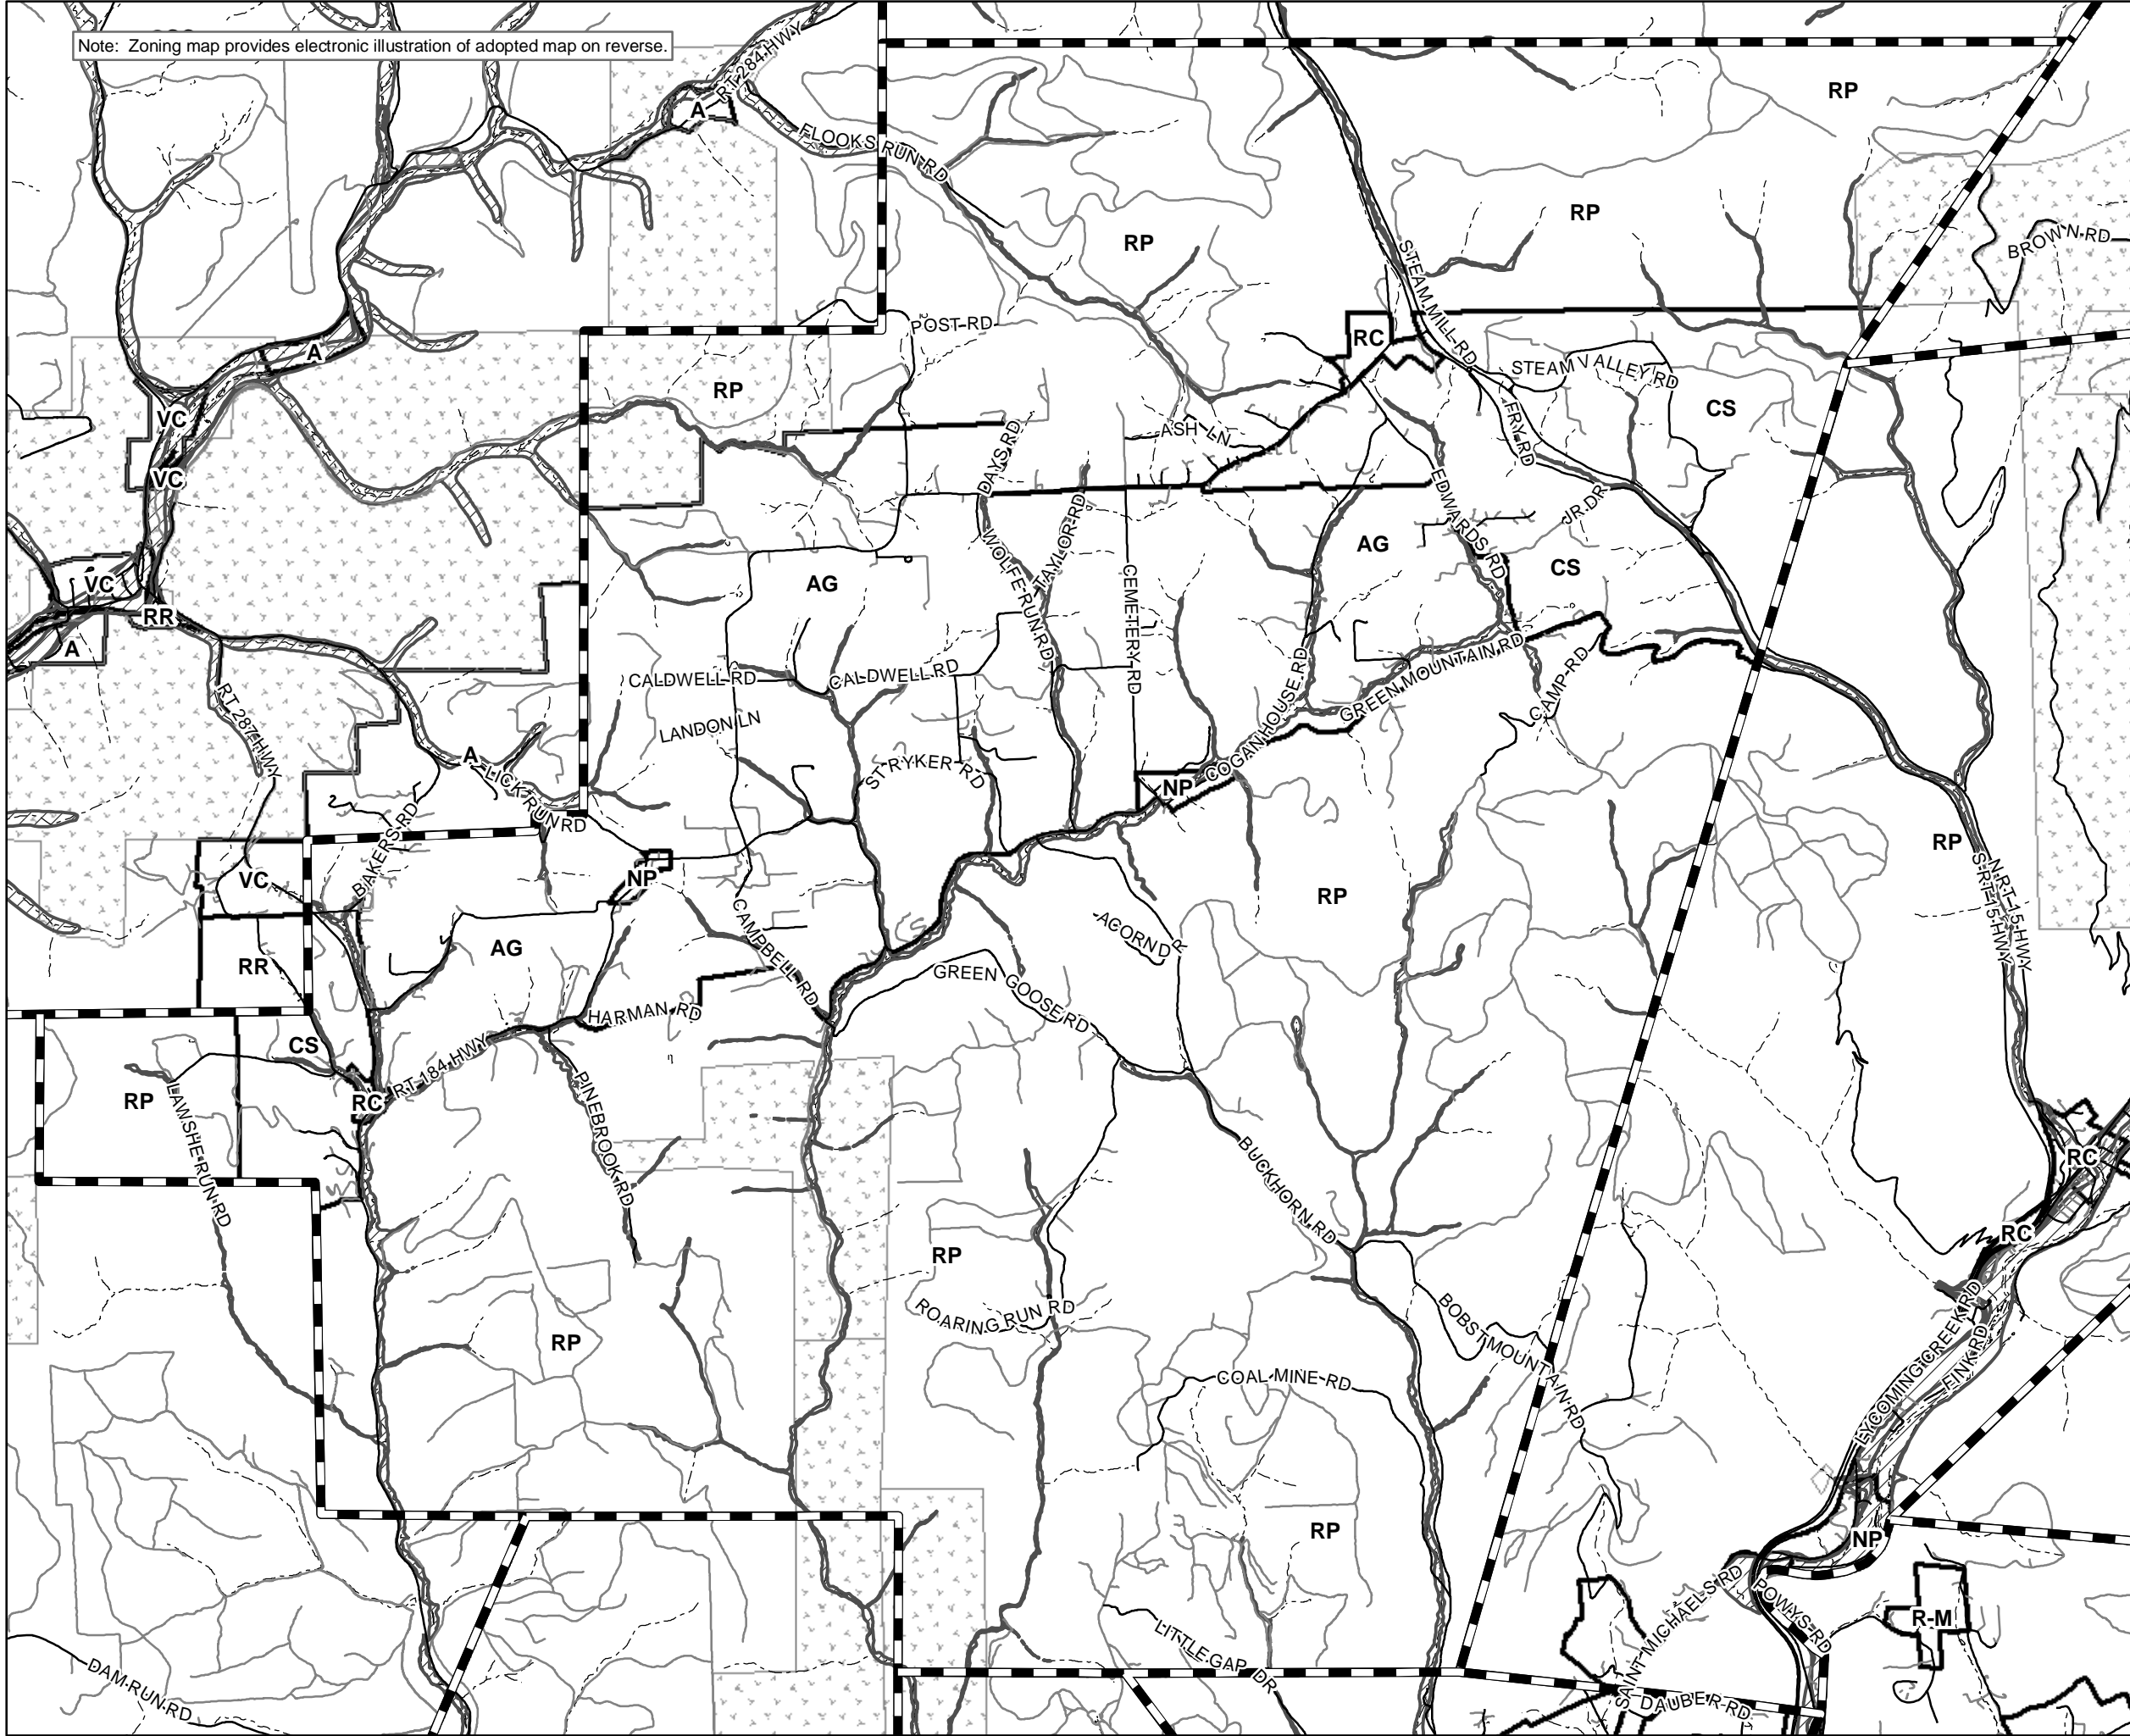 Note: Zoning map provides electronic illustration of adopted map on reverse.
RT 284 HWY
A
RP
FLOOKS RUN RD
RP
RP
BROWN RD
STEAM MILL RD
POST RD
RC
A
STEAM VALLEY RD
RP
CS
VC
FRY RD
ASH LN
DAYS RD
VC
EDWARDS RD
JR DR
TAYLOR RD
AG
WOLFE RUN RD
CS
VC
AG
CEMETERY RD
RR
A
GREEN MOUNTAIN RD
CALDWELL RD
CALDWELL RD
COGAN HOUSE RD
CAMP RD
RT 287 HWY
LANDON LN
A
LICK RUN RD
STRYKER RD
NP
BAKERS RD
RP
VC
NP
RP
N RT 15 HWY
S RT 15 HWY
CAMPBELL RD
ACORN DR
AG
RR
GREEN GOOSE RD
HARMAN RD
CS
RT 184 HWY
RP
RC
LAWSHE RUN RD
PINEBROOK RD
RC
BUCKHORN RD
RC
RP
ROARING RUN RD
BOBST MOUNTAIN RD
RP
LYCOMING CREEK RD
FINK RD
COAL MINE RD
RP
NP
SAINT MICHAELS RD
POWYS RD
R-M
LITTLE GAP DR
DAM RUN RD
DAUBER RD